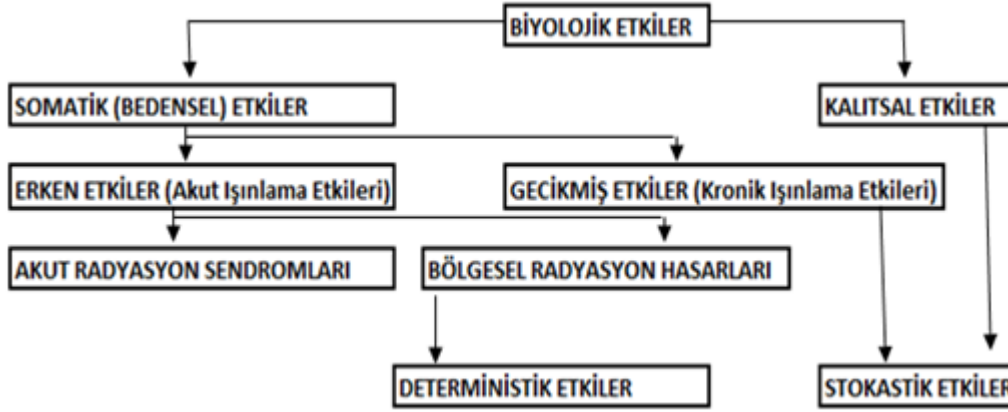 BİYOLOJİK ETKİLER
SOMATİK (BEDENSEL) ETKİLER
KALITSAL ETKİLER
ERKEN ETKİLER (Akut Işınlama Etkileri)
GECİKMİŞ ETKİLER (Kronik Işınlama Etkileri)
AKUT RADYASYON SENDROMLARI
BÖLGESEL RADYASYON HASARLARI
DETERMİNİSTİK ETKİLER
STOKASTİK ETKİLER